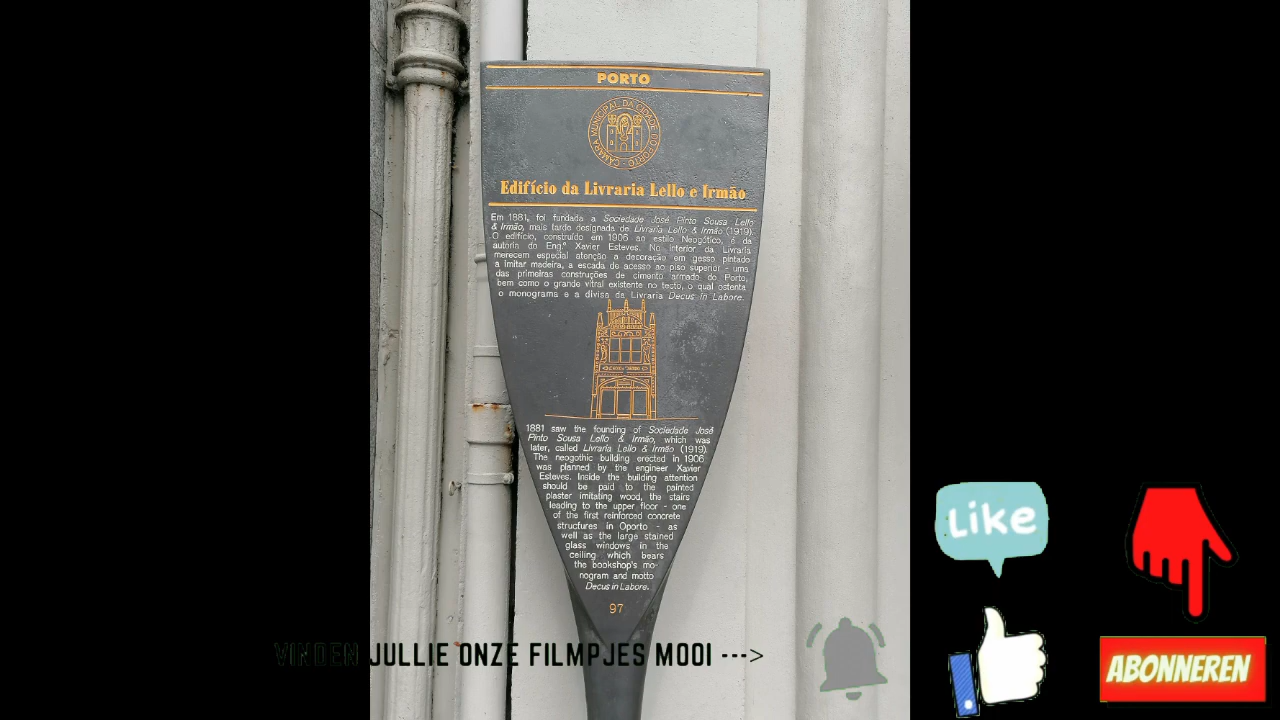 PORTO
CÂMARA MUNICIPAL DA CIDADE DO PORTO
Edifício da Livraria Lello e Irmão
Em 1881, foi fundada a Sociedade José Pinto Sousa Lello
& Irmão, mais tarde designada de Livraria Lello & Irmão (1919).
O edifício, construído em 1906 ao estilo Neogótico, é da
autoria do Eng.º Xavier Esteves. No interior da Livraria
merecem especial atenção a decoração em gesso pintado
a imitar madeira, a escada de acesso ao piso superior - uma
das primeiras construções de cimento armado do Porto,
bem como o grande vitral existente no tecto, o qual ostenta
o monograma e a divisa da Livraria Decus in Labore.
1881 saw the founding of Sociedade José
Pinto Sousa Lello & Irmão, which was
later, called Livraria Lello & Irmão (1919).
The neogothic building erected in 1906
was planned by the engineer Xavier
Esteves. Inside the building attention
should be paid to the painted
plaster imitating wood, the stairs
leading to the upper floor - one
of the first reinforced concrete
structures in Oporto - as
well as the large stained
glass windows in the
ceiling which bears
the bookshop's mo-
nogram and motto
Decus in Labore.
97
VINDEN JULLIE ONZE FILMPJES MOOI --->
Like
ABONNEREN